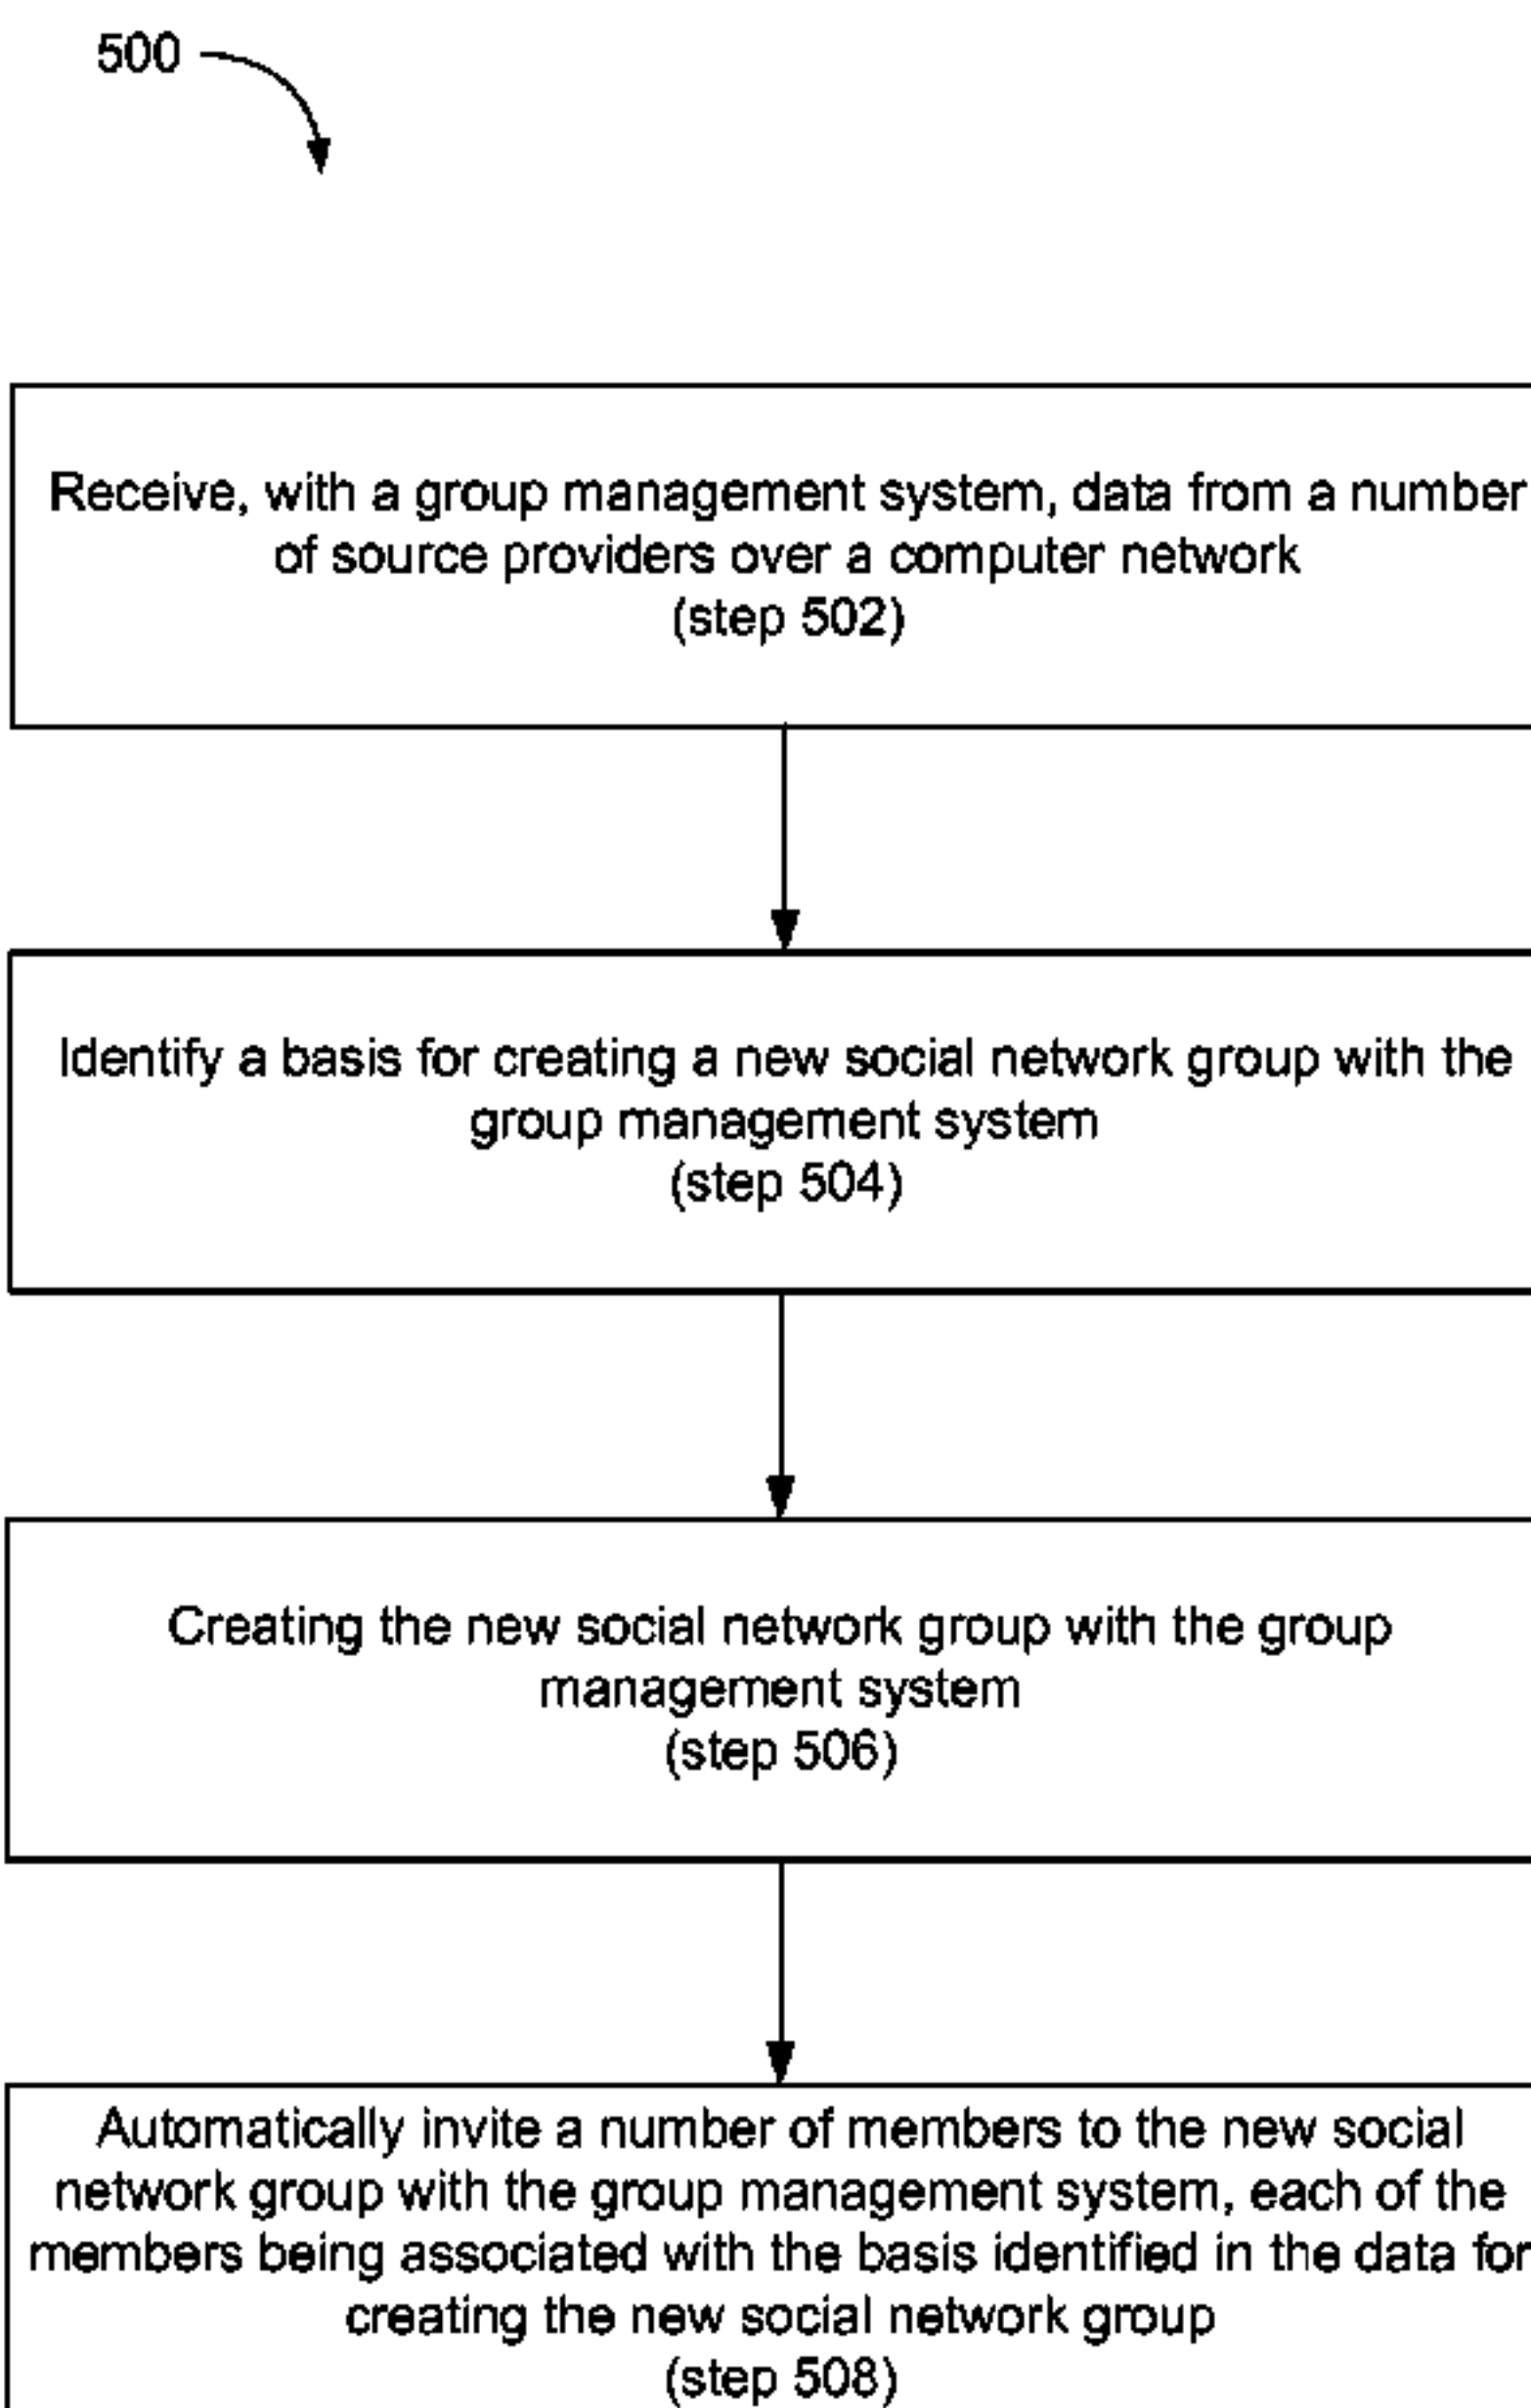 500
Receive, with a group management system, data from a number
of source providers over a computer network
(step 502)
Identify a basis for creating a new social network group with the
group management system
(step 504)
Creating the new social network group with the group
management system
(step 506)
Automatically invite a number of members to the new social
network group with the group management system, each of the
members being associated with the basis identified in the data for
creating the new social network group
(step 508)